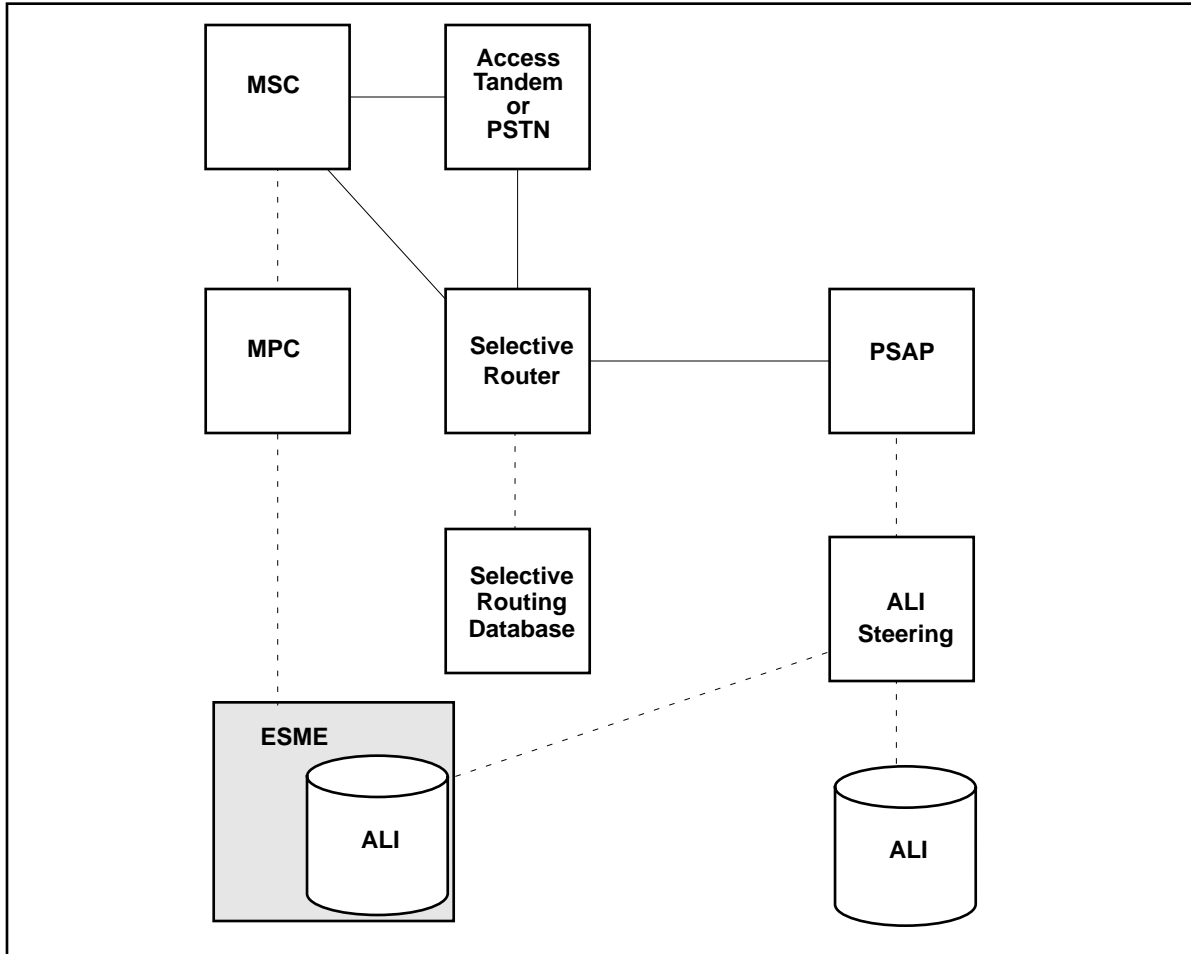 MSC
Access
Tandem
or
PSTN
MPC
Selective
Router
PSAP
Selective
Routing
Database
ALI
Steering
ESME
ALI
ALI